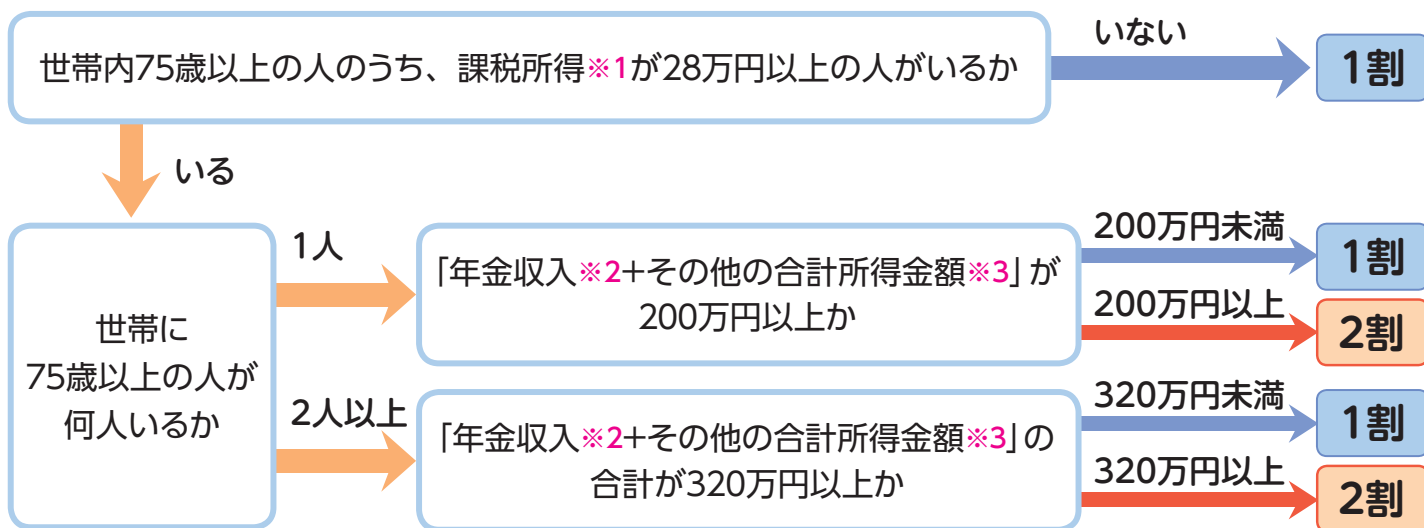 世帯内75歳以上の人のうち、課税所得※1が28万円以上の人がいるか
いない
1割
いる
世帯に
75歳以上の人が
何人いるか
1人
「年金収入※2+その他の合計所得金額※3」が
200万円以上か
200万円未満
1割
200万円以上
2割
2人以上
「年金収入※2+その他の合計所得金額※3」の
合計が320万円以上か
320万円未満
1割
320万円以上
2割